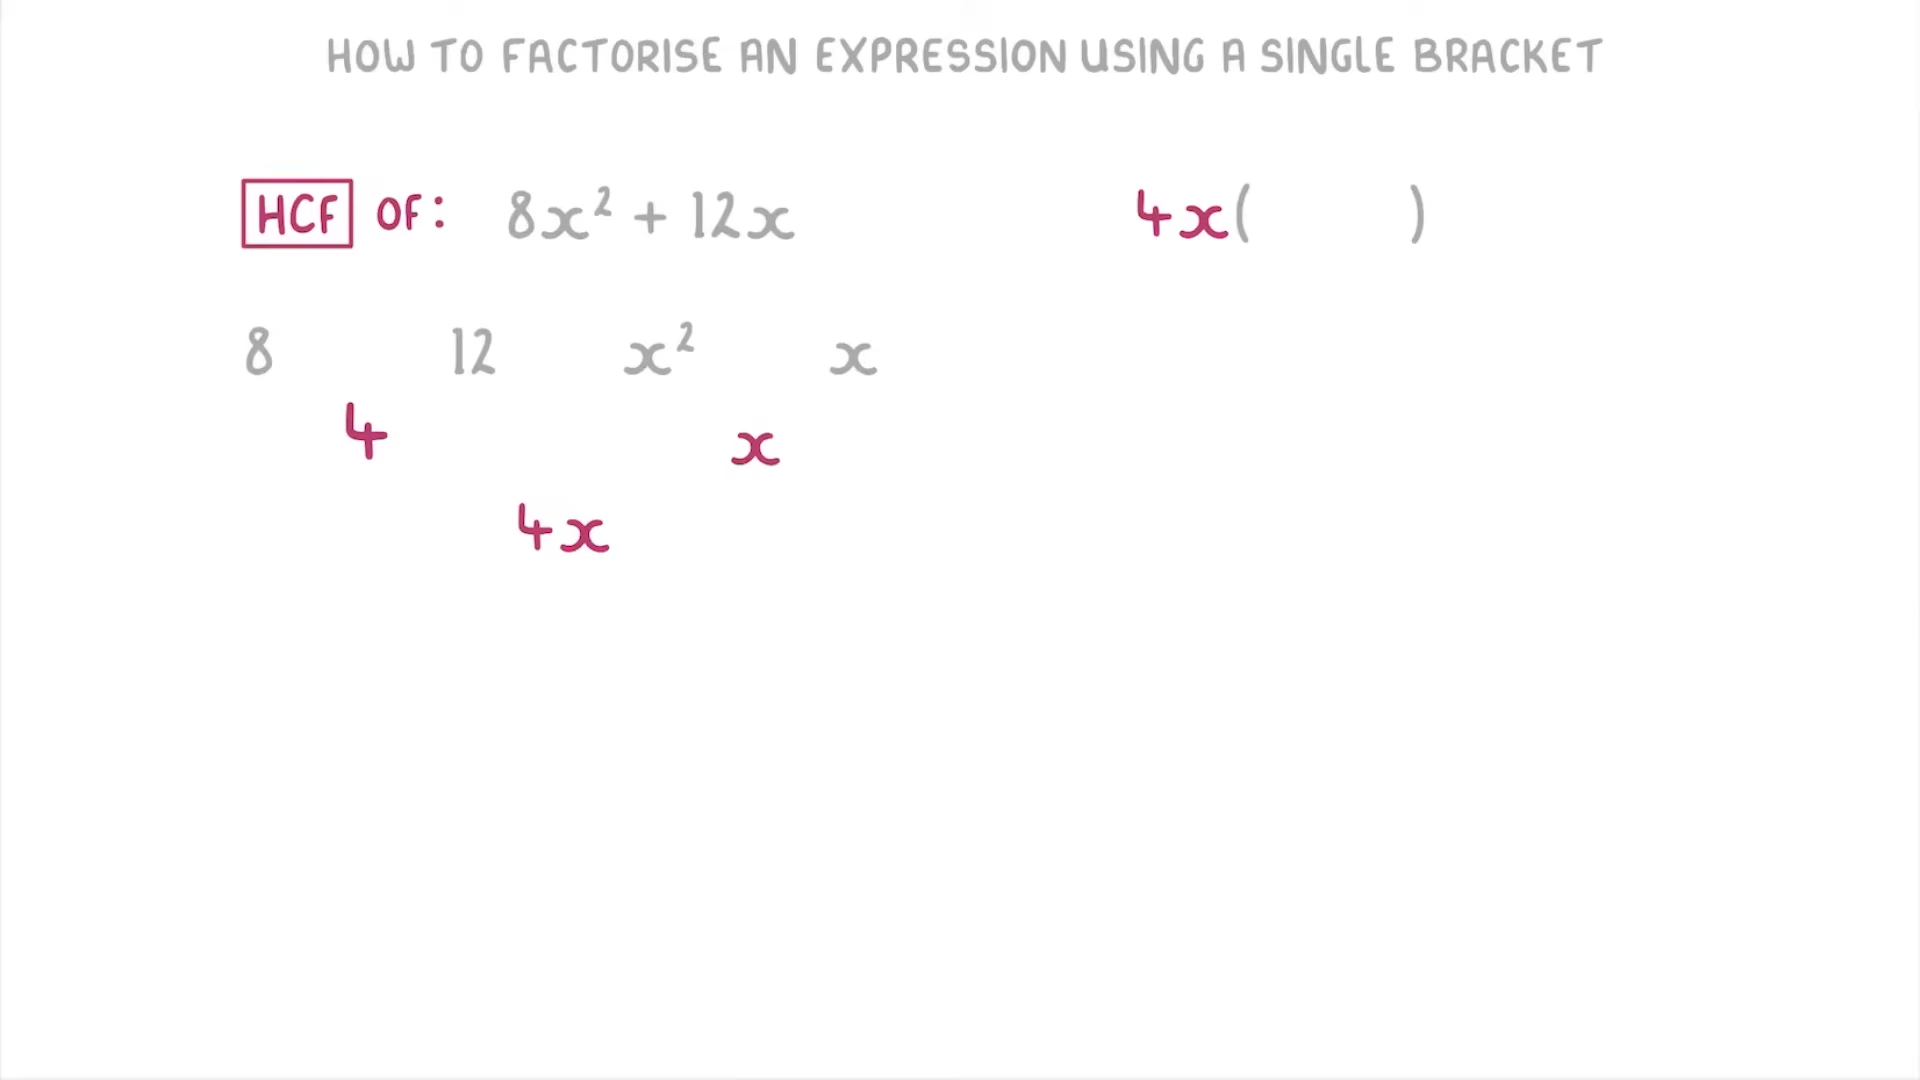 HOW TO FACTORISE AN EXPRESSION USING A SINGLE BRACKET
HCF OF: 8x² + 12x 4x( )
8 12 x² x
4 x
4x